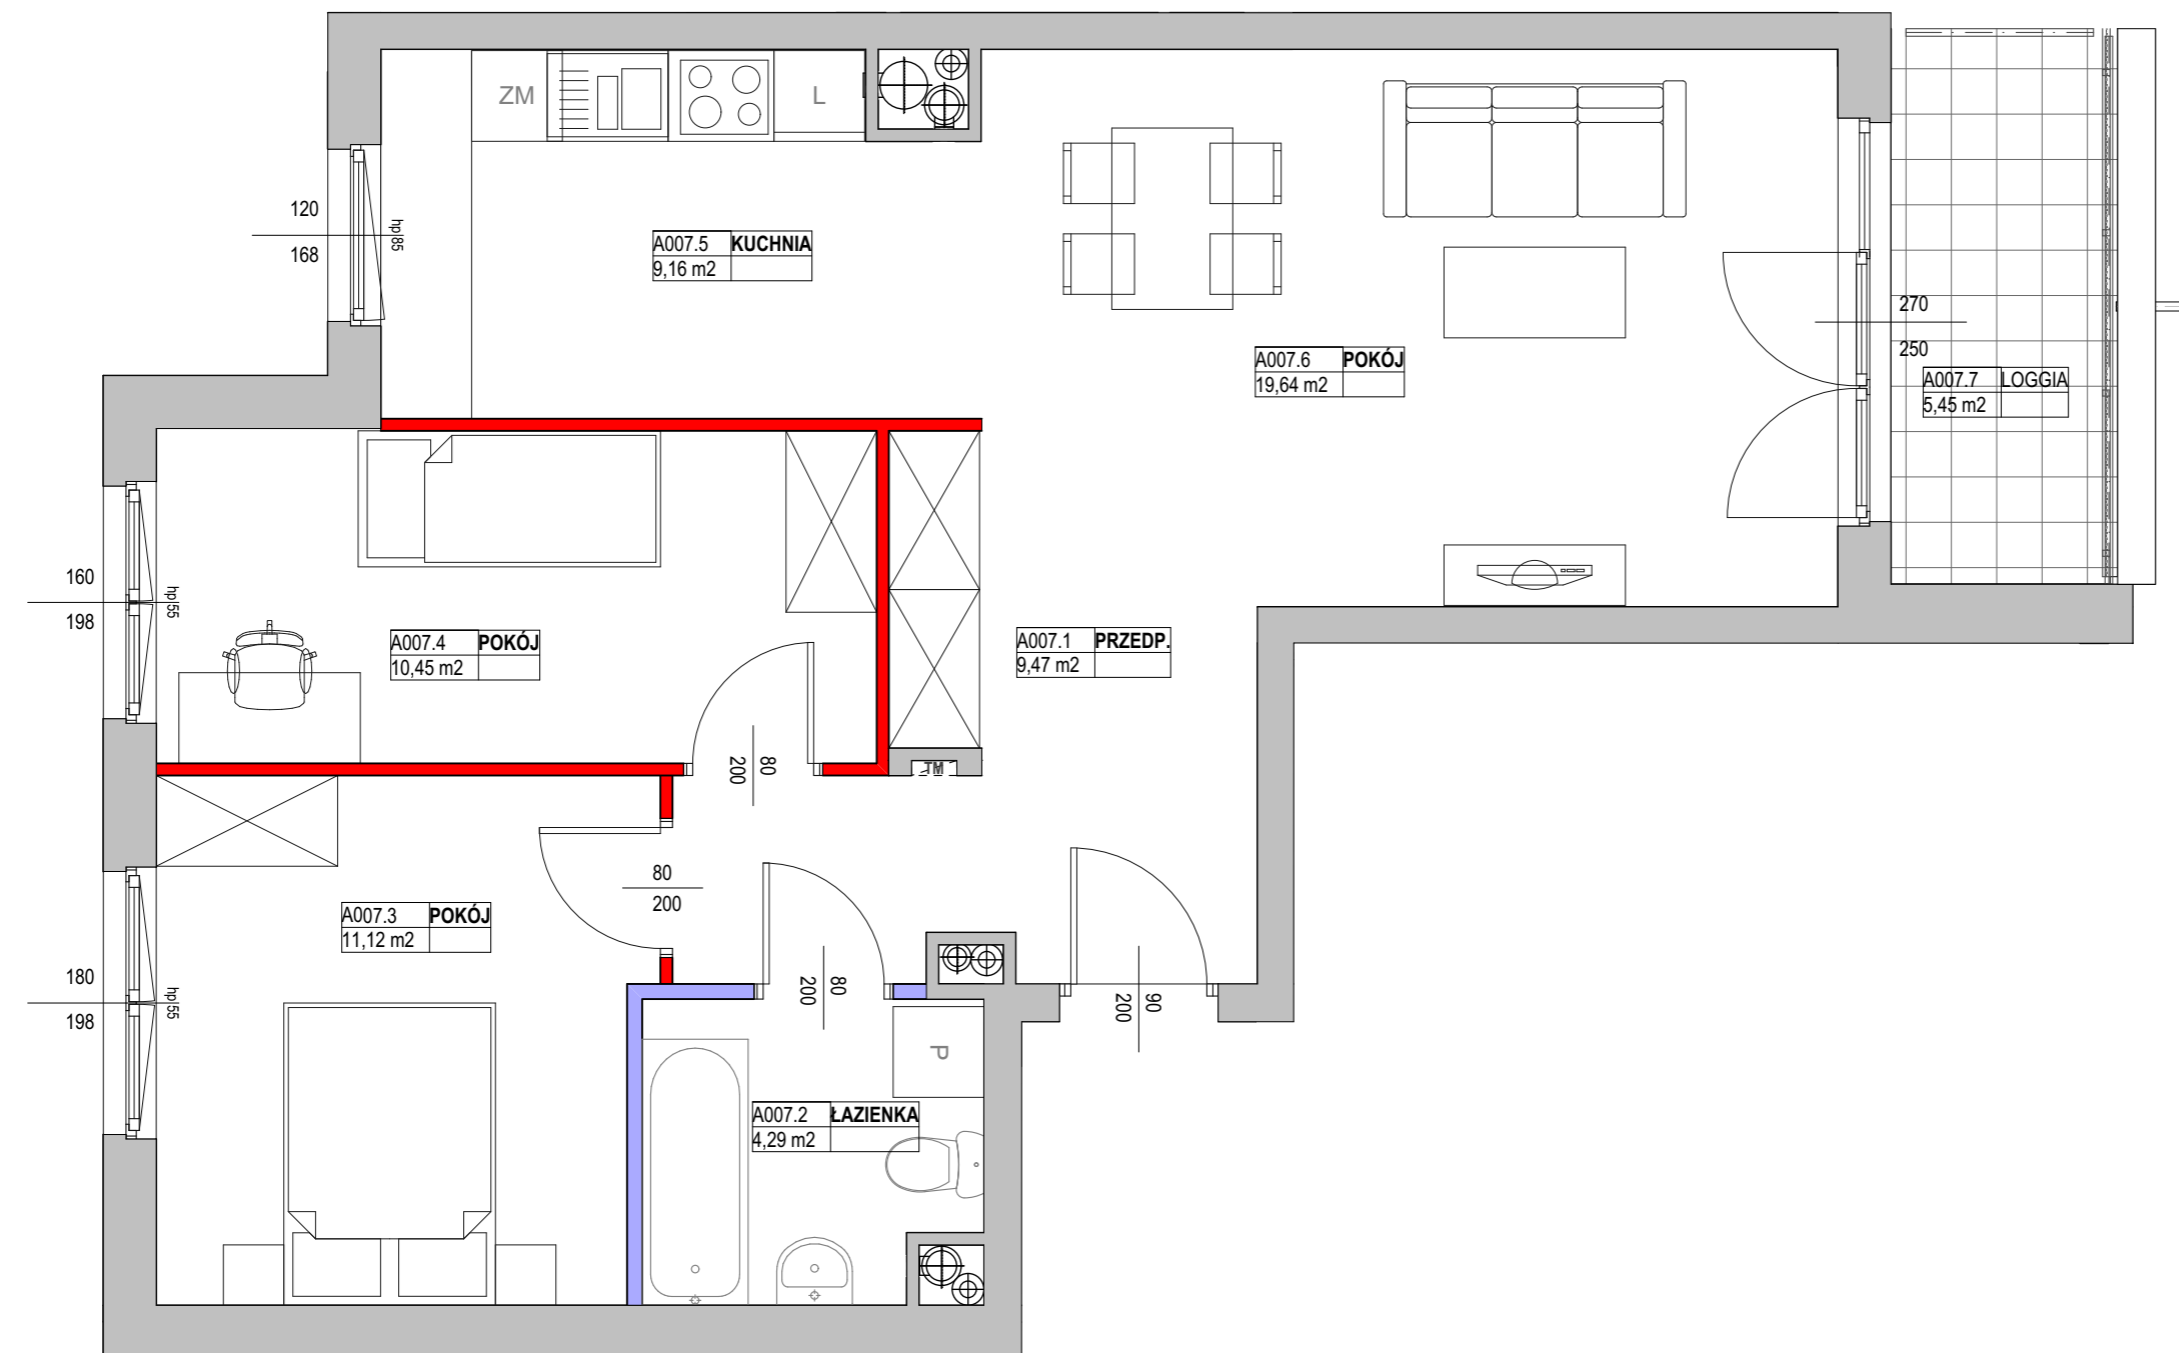 ZM
L
120
168
hp85
A007.5 KUCHNIA
9,16 m2
270
250
A007.6 POKÓJ
19,64 m2
A007.7 LOGGIA
5,45 m2
160
198
hp55
A007.4 POKÓJ
10,45 m2
A007.1 PRZEDP.
9,47 m2
80
200
TM
80
200
A007.3 POKÓJ
11,12 m2
180
198
hp55
80
200
90
200
P
A007.2 ŁAZIENKA
4,29 m2